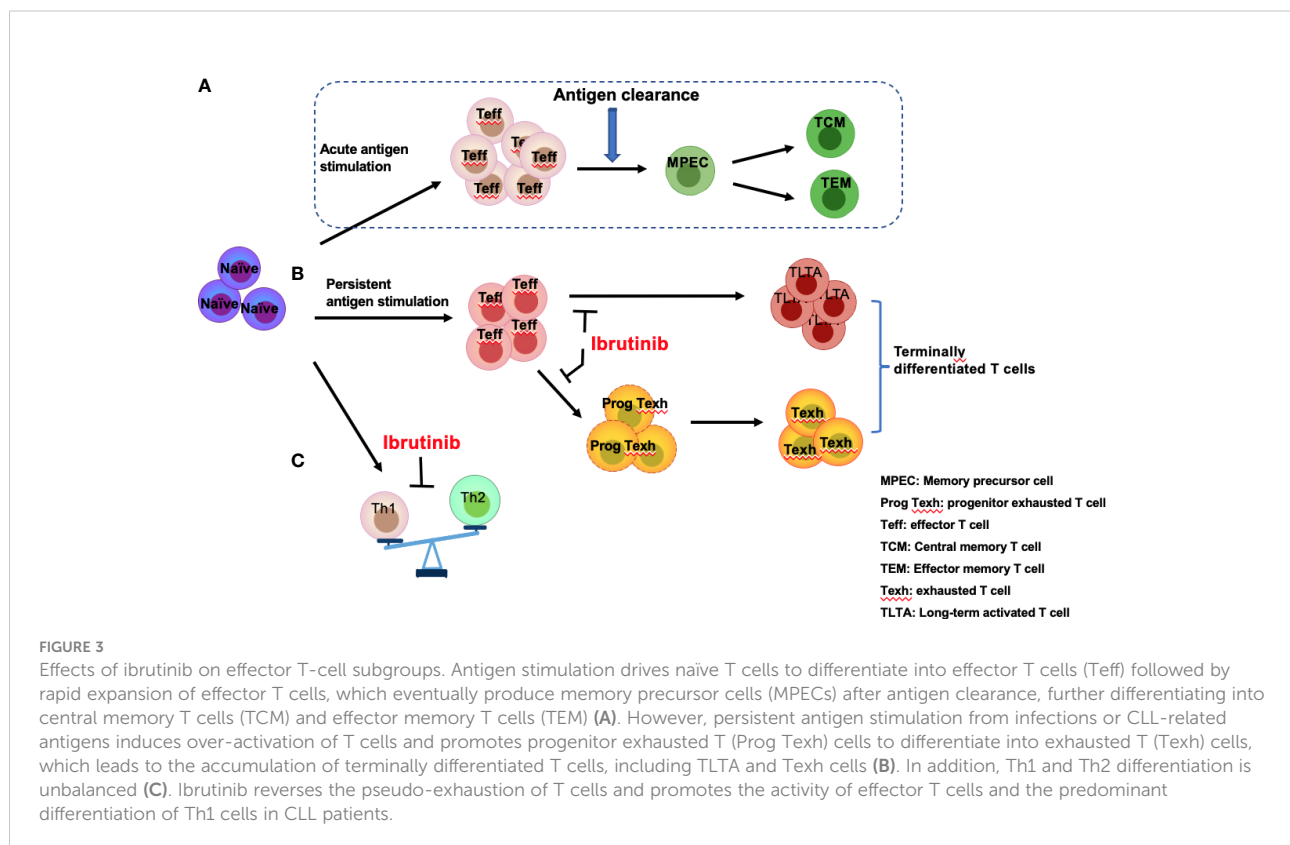 A
Antigen clearance
Acute antigen
stimulation
Teff
Teff
Teff
Teff
Teff
MPEC
TCM
TEM
Naïve
Naïve
Naïve
B
Persistent
antigen stimulation
Teff
Teff
Teff
Teff
TLTA
TLTA
Ibrutinib
Terminally
differentiated T cells
Prog Texh
Prog Texh
Texh
Texh
Texh
C
Ibrutinib
Th1
Th2
MPEC: Memory precursor cell
Prog Texh: progenitor exhausted T cell
Teff: effector T cell
TCM: Central memory T cell
TEM: Effector memory T cell
Texh: exhausted T cell
TLTA: Long-term activated T cell
FIGURE 3
Effects of ibrutinib on effector T-cell subgroups. Antigen stimulation drives naïve T cells to differentiate into effector T cells (Teff) followed by
rapid expansion of effector T cells, which eventually produce memory precursor cells (MPECs) after antigen clearance, further differentiating into
central memory T cells (TCM) and effector memory T cells (TEM) (A). However, persistent antigen stimulation from infections or CLL-related
antigens induces over-activation of T cells and promotes progenitor exhausted T (Prog Texh) cells to differentiate into exhausted T (Texh) cells,
which leads to the accumulation of terminally differentiated T cells, including TLTA and Texh cells (B). In addition, Th1 and Th2 differentiation is
unbalanced (C). Ibrutinib reverses the pseudo-exhaustion of T cells and promotes the activity of effector T cells and the predominant
differentiation of Th1 cells in CLL patients.